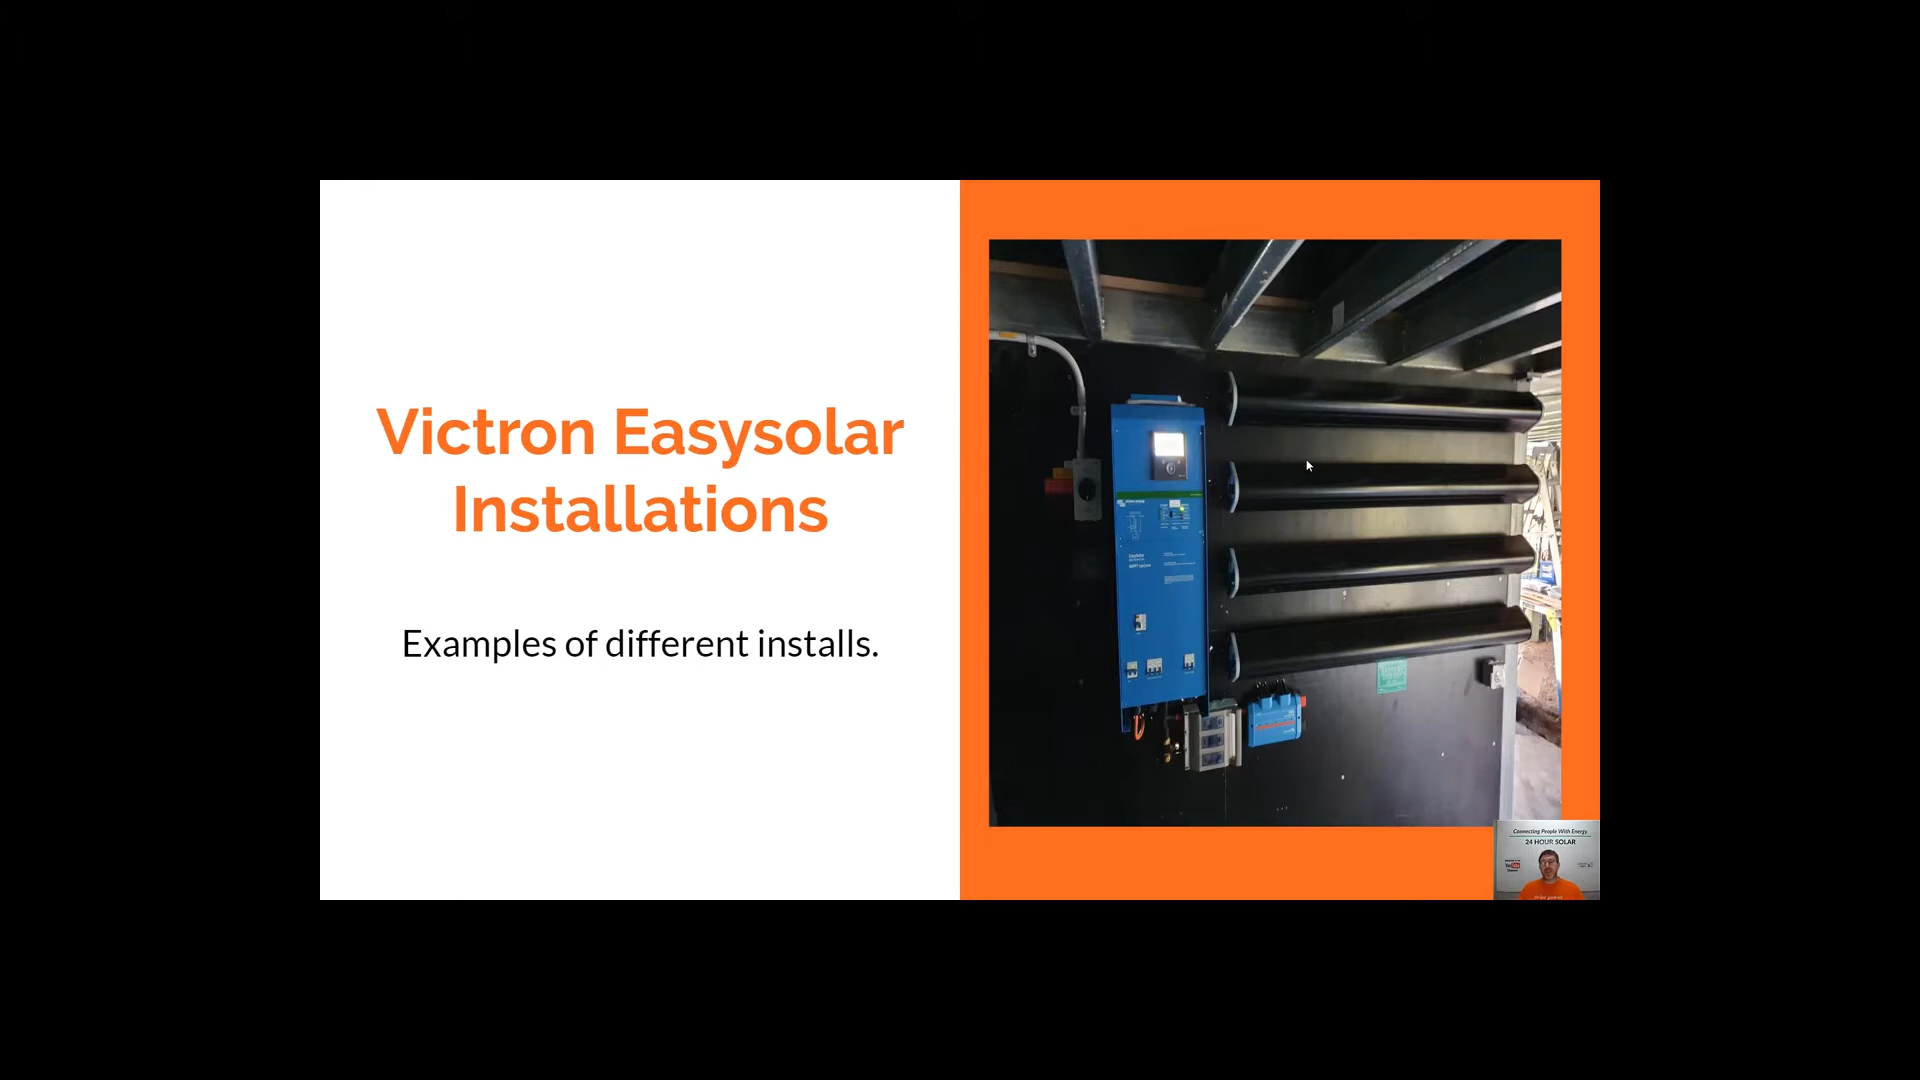 Victron Easysolar
Installations
Examples of different installs.
Connecting People With Energy
24 HOUR SOLAR